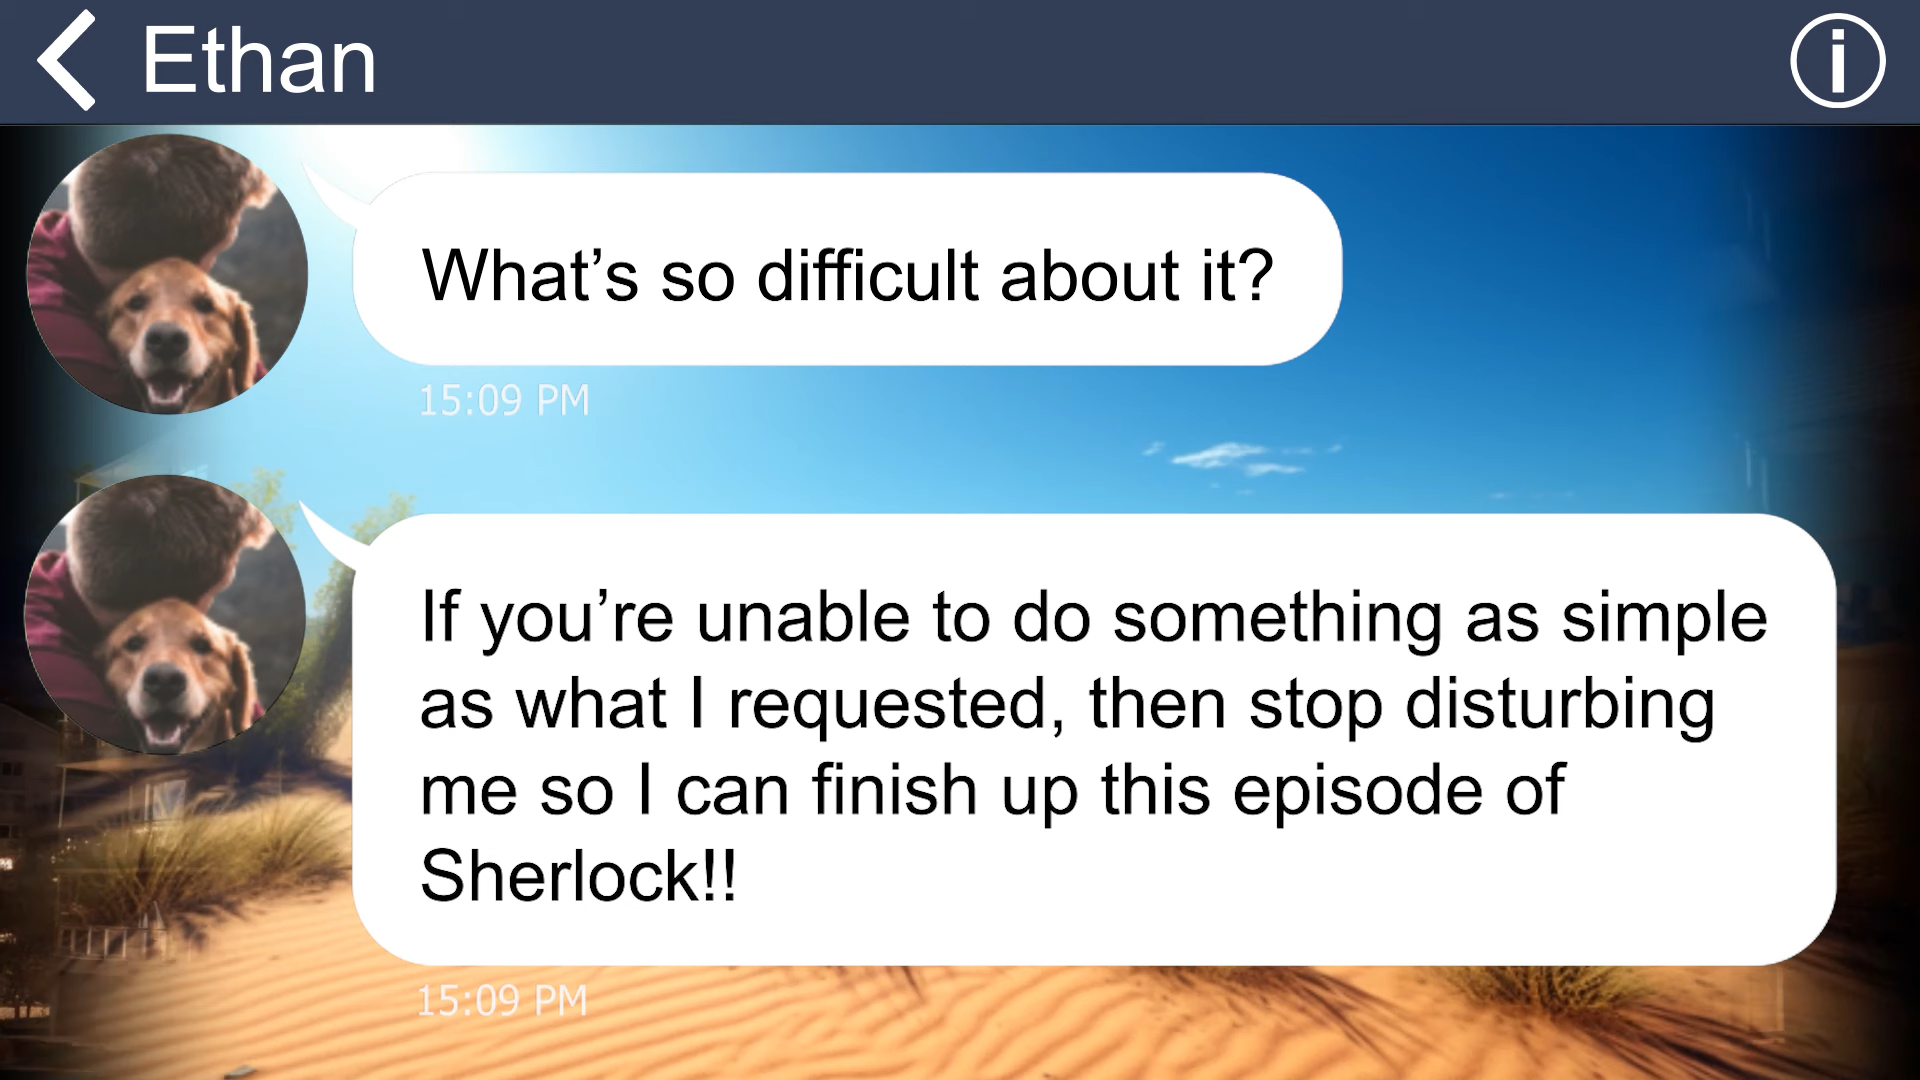 Ethan
What’s so difficult about it?
15:09 PM
If you’re unable to do something as simple
as what I requested, then stop disturbing
me so I can finish up this episode of
Sherlock!!
15:09 PM